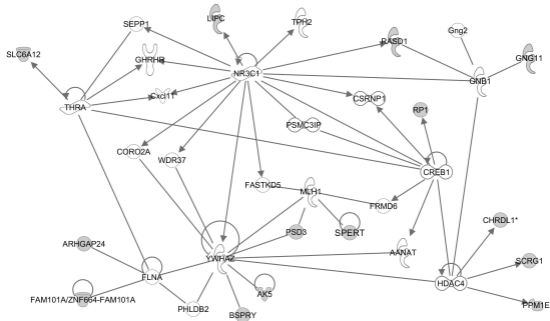 LIPC
TPH2
SEPP1
Gng2
RASD1
SLC6A12
GHRHR
GNG11
NR3C1
GNB1
Cxcl11
CSRNP1
THRA
RP1
PSMC3IP
CORO2A
WDR37
CREB1
FASTKD5
MLH1
FRMD6
CHRDL1*
PSD3
SPERT
ARHGAP24
AANAT
YWHAZ
SCRG1
FLNA
HDAC4
AK5
FAM101A/ZNF664-FAM101A
PPM1E
PHLDB2
BSPRY